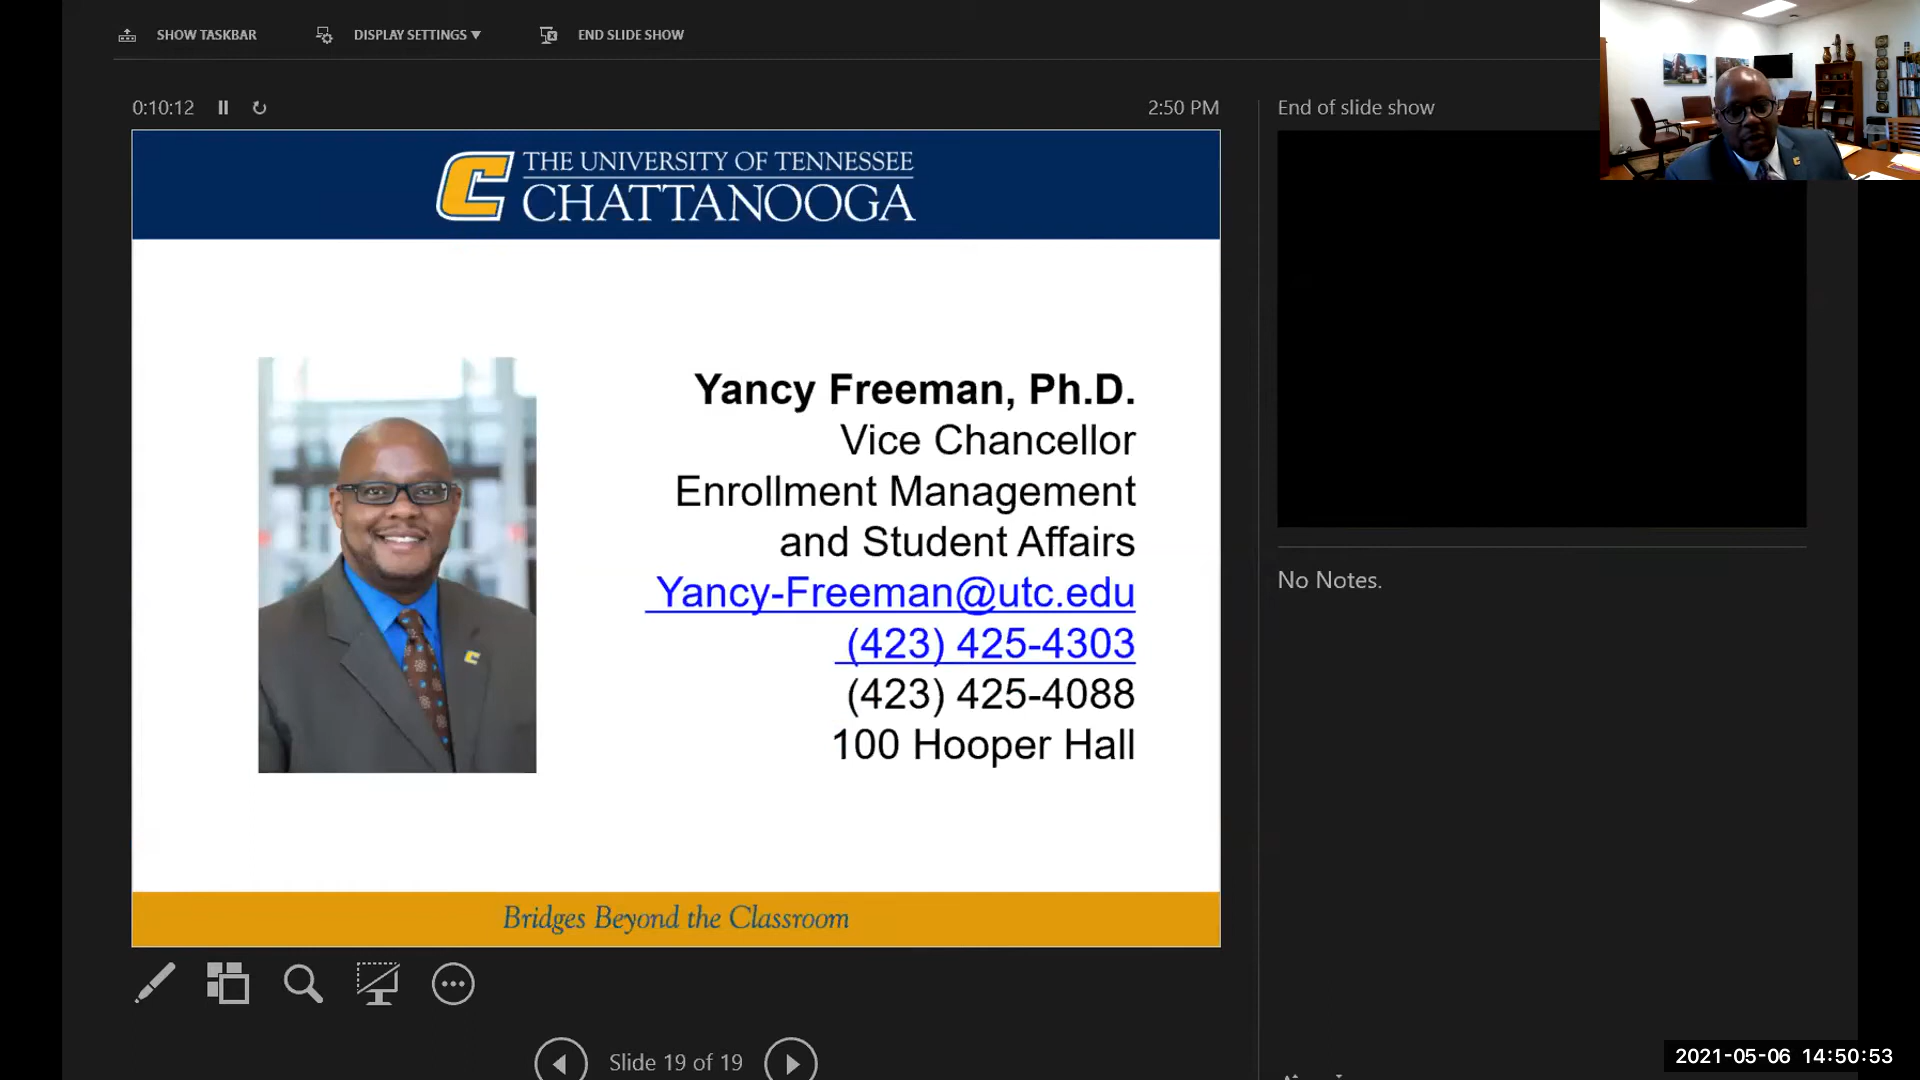 SHOW TASKBAR
DISPLAY SETTINGS ▾
END SLIDE SHOW
0:10:12
2:50 PM
End of slide show
C THE UNIVERSITY OF TENNESSEE
CHATTANOOGA
Yancy Freeman, Ph.D.
Vice Chancellor
Enrollment Management
and Student Affairs
Yancy-Freeman@utc.edu
(423) 425-4303
(423) 425-4088
100 Hooper Hall
Bridges Beyond the Classroom
No Notes.
Slide 19 of 19
2021-05-06 14:50:53